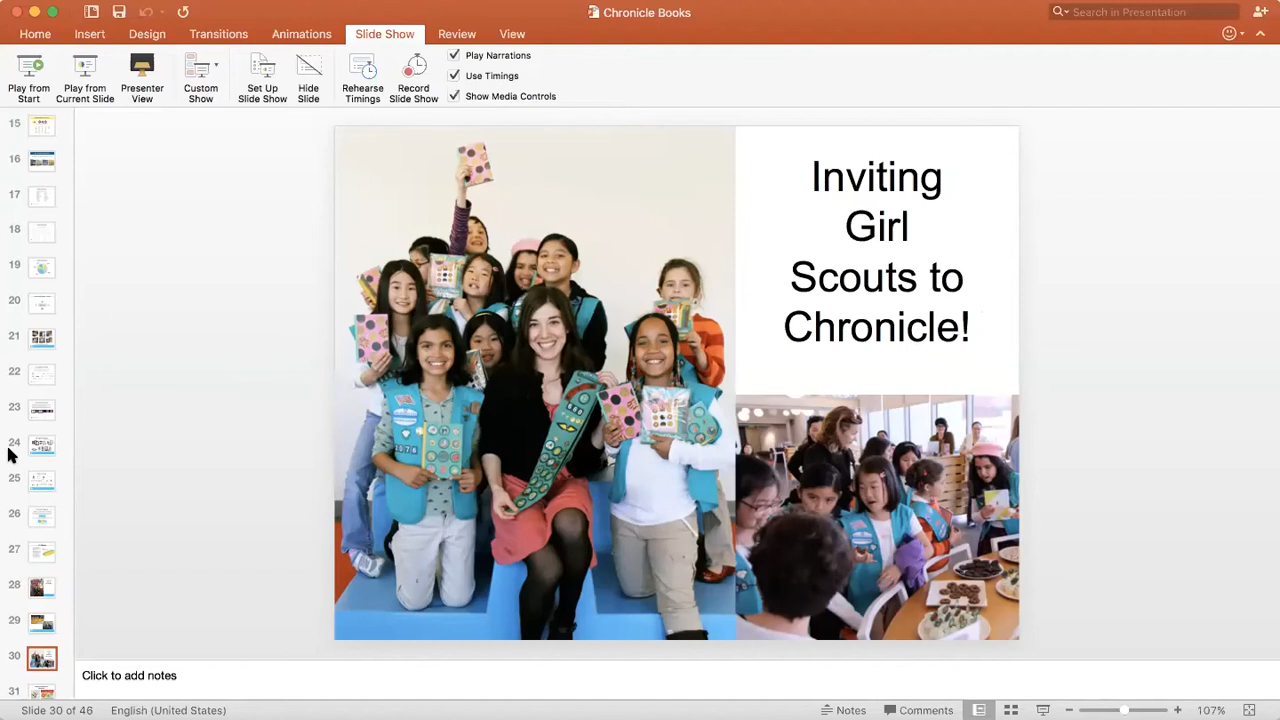 Chronicle Books
Search in Presentation
Home Insert Design Transitions Animations Slide Show Review View
Play from Start
Play from Current Slide
Presenter View
Custom Show
Set Up Slide Show
Hide Slide
Rehearse Timings
Record Slide Show
Play Narrations
Use Timings
Show Media Controls
15
16
17
18
19
20
21
22
23
24
25
26
27
28
29
30
31
Inviting
Girl
Scouts to
Chronicle!
Click to add notes
Slide 30 of 46 English (United States) Notes Comments 107%